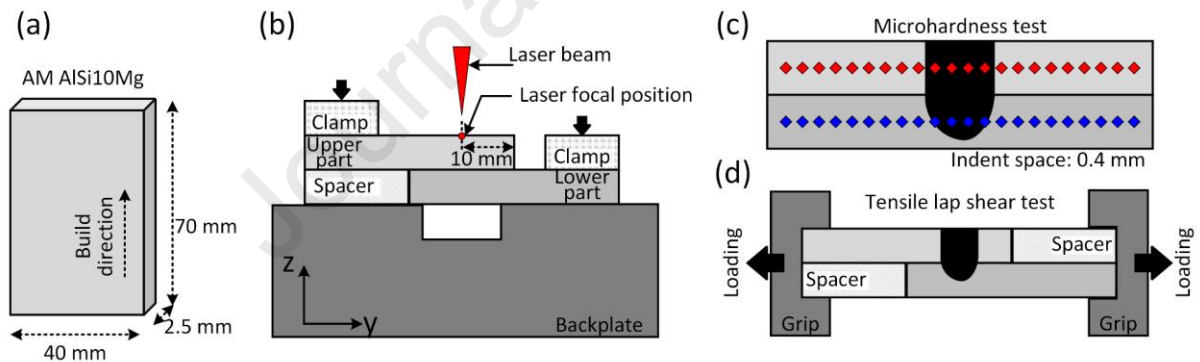 (a)
AM AlSi10Mg
Build
direction
70 mm
2.5 mm
40 mm
(b)
Laser beam
Laser focal position
Clamp
Upper
part
10 mm
Clamp
Spacer
Lower
part
z
y
Backplate
(c)
Microhardness test
Indent space: 0.4 mm
(d)
Tensile lap shear test
Loading
Spacer
Spacer
Loading
Grip
Grip
Journa